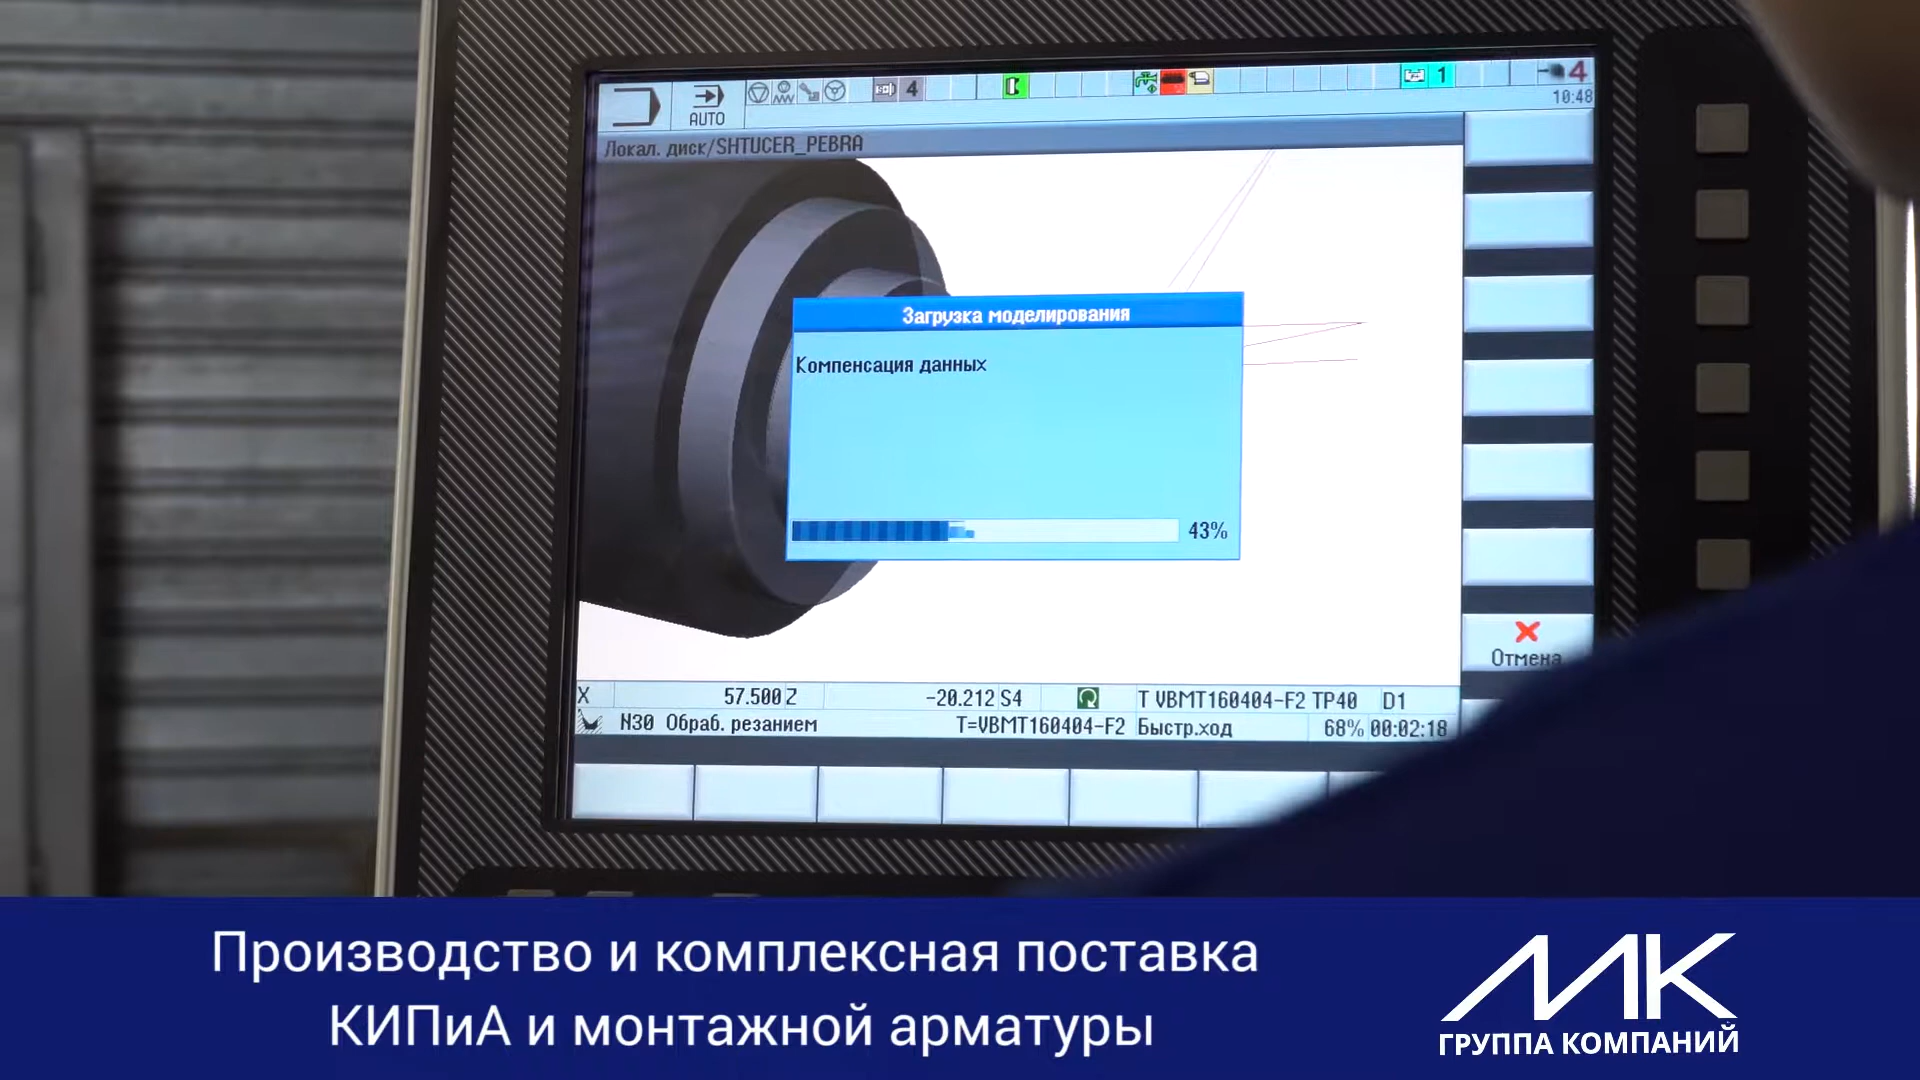 4
1
4
10:48
AUTO
Локал. диск/SHTUCER_PEBRA
Загрузка моделирования
Компенсация данных
43%
Отмена
X 57.500 Z -20.212 S4 T VBMT160404-F2 TP40 D1
N30 Обраб. резанием T=VBMT160404-F2 Быстр.ход 68% 00:02:18
Производство и комплексная поставка
КИПиА и монтажной арматуры
МК
ГРУППА КОМПАНИЙ